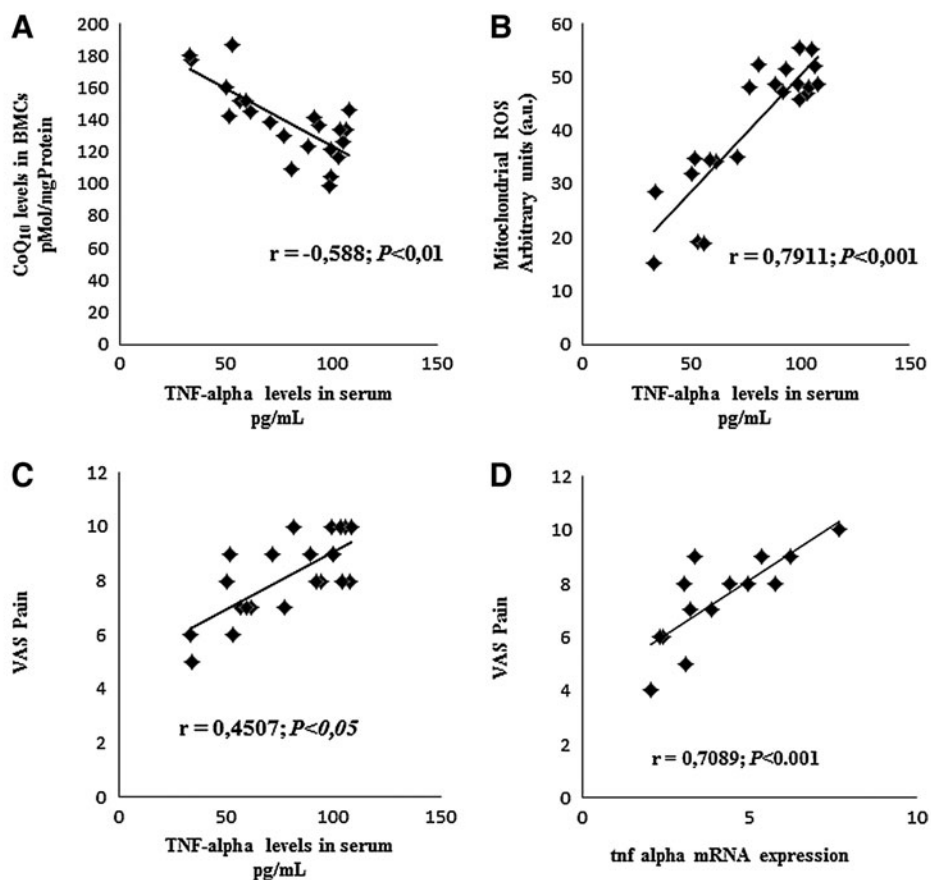 A
200
180
160
140
120
100
80
60
40
20
0
0 50 100 150
CoQ10 levels in BMCs
pMol/mgProtein
r = -0,588; P<0,01
TNF-alpha levels in serum
pg/mL
B
60
50
40
30
20
10
0
0 50 100 150
Mitochondrial ROS
Arbitrary units (a.u.)
r = 0,7911; P<0,001
TNF-alpha levels in serum
pg/mL
C
12
10
8
6
4
2
0
0 50 100 150
VAS Pain
r = 0,4507; P<0,05
TNF-alpha levels in serum
pg/mL
D
12
10
8
6
4
2
0
0 5 10
VAS Pain
r = 0,7089; P<0.001
tnf alpha mRNA expression